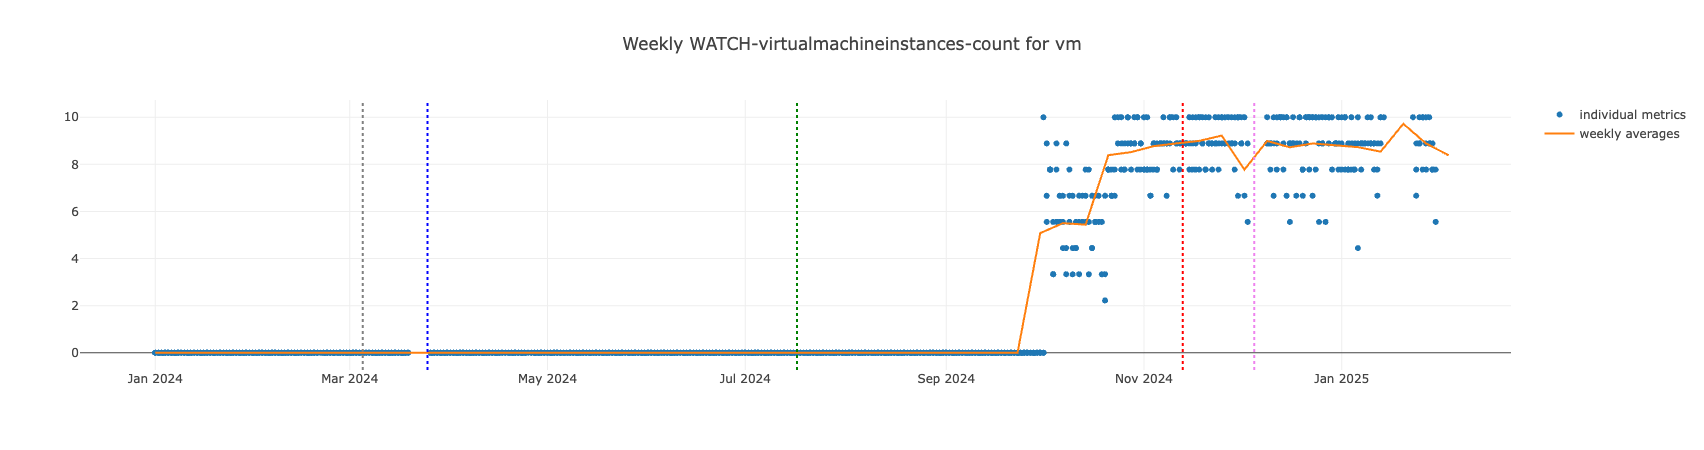 Weekly WATCH-virtualmachineinstances-count for vm
individual metrics
weekly averages
10
8
6
4
2
0
Jan 2024
Mar 2024
May 2024
Jul 2024
Sep 2024
Nov 2024
Jan 2025